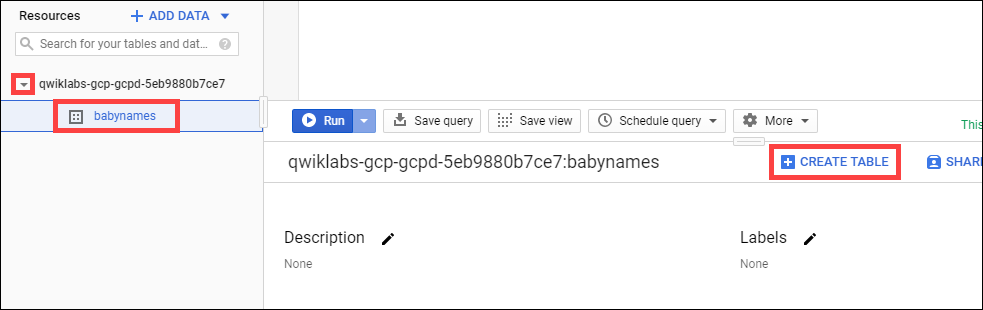 Resources
ADD DATA
Search for your tables and dat...
qwiklabs-gcp-gcpd-5eb9880b7ce7
babynames
Run
Save query
Save view
Schedule query
More
This
qwiklabs-gcp-gcpd-5eb9880b7ce7:babynames
CREATE TABLE
SHAR
Description
Labels
None
None